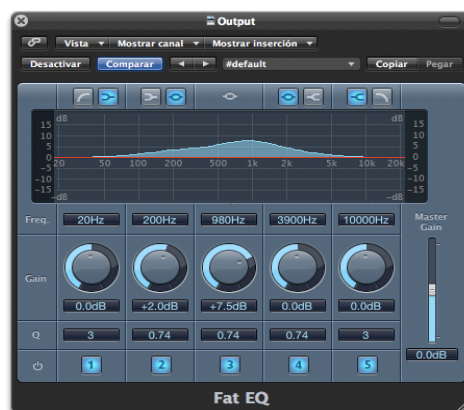 Output
Vista Mostrar canal Mostrar inserción
Desactivar Comparar #default Copiar Pegar
dB dB
15 15
10 10
5 5
0 20 50 100 200 500 1k 2k 5k 10k 20k 0
-5 -5
-10 -10
-15 -15
-dB -dB
Freq. 20Hz 200Hz 980Hz 3900Hz 10000Hz Master
Gain
Gain
0.0dB +2.0dB +7.5dB 0.0dB 0.0dB
Q 3 0.74 0.74 0.74 3
0.0dB
1 2 3 4 5
Fat EQ